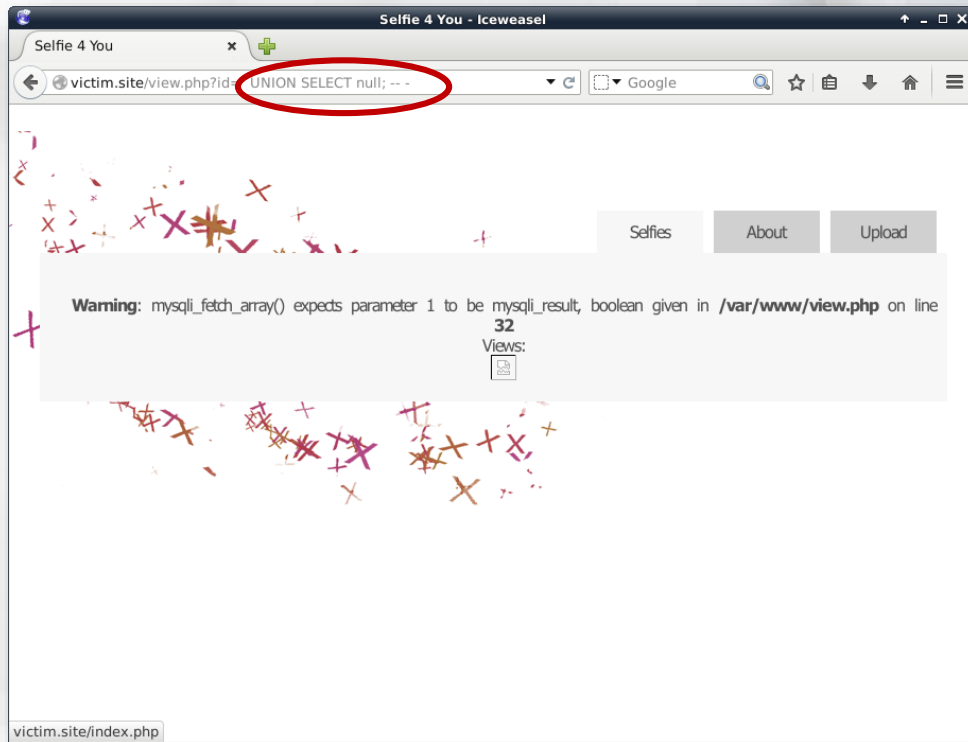 Selfie 4 You - Iceweasel
Selfie 4 You
victim.site/view.php?id=' UNION SELECT null; -- -
Google
Selfies About Upload
Warning: mysqli_fetch_array() expects parameter 1 to be mysqli_result, boolean given in /var/www/view.php on line
32
Views:
victim.site/index.php